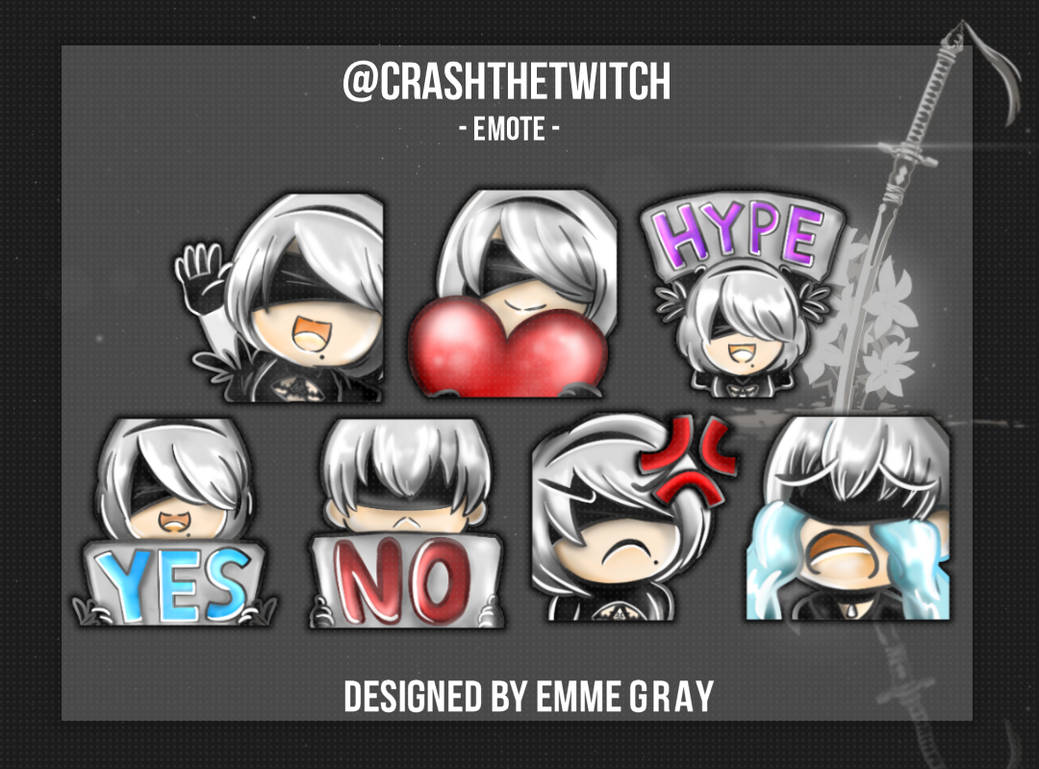 @CRASHTHETWITCH
- EMOTE -
HYPE
YES
NO
DESIGNED BY EMME GRAY